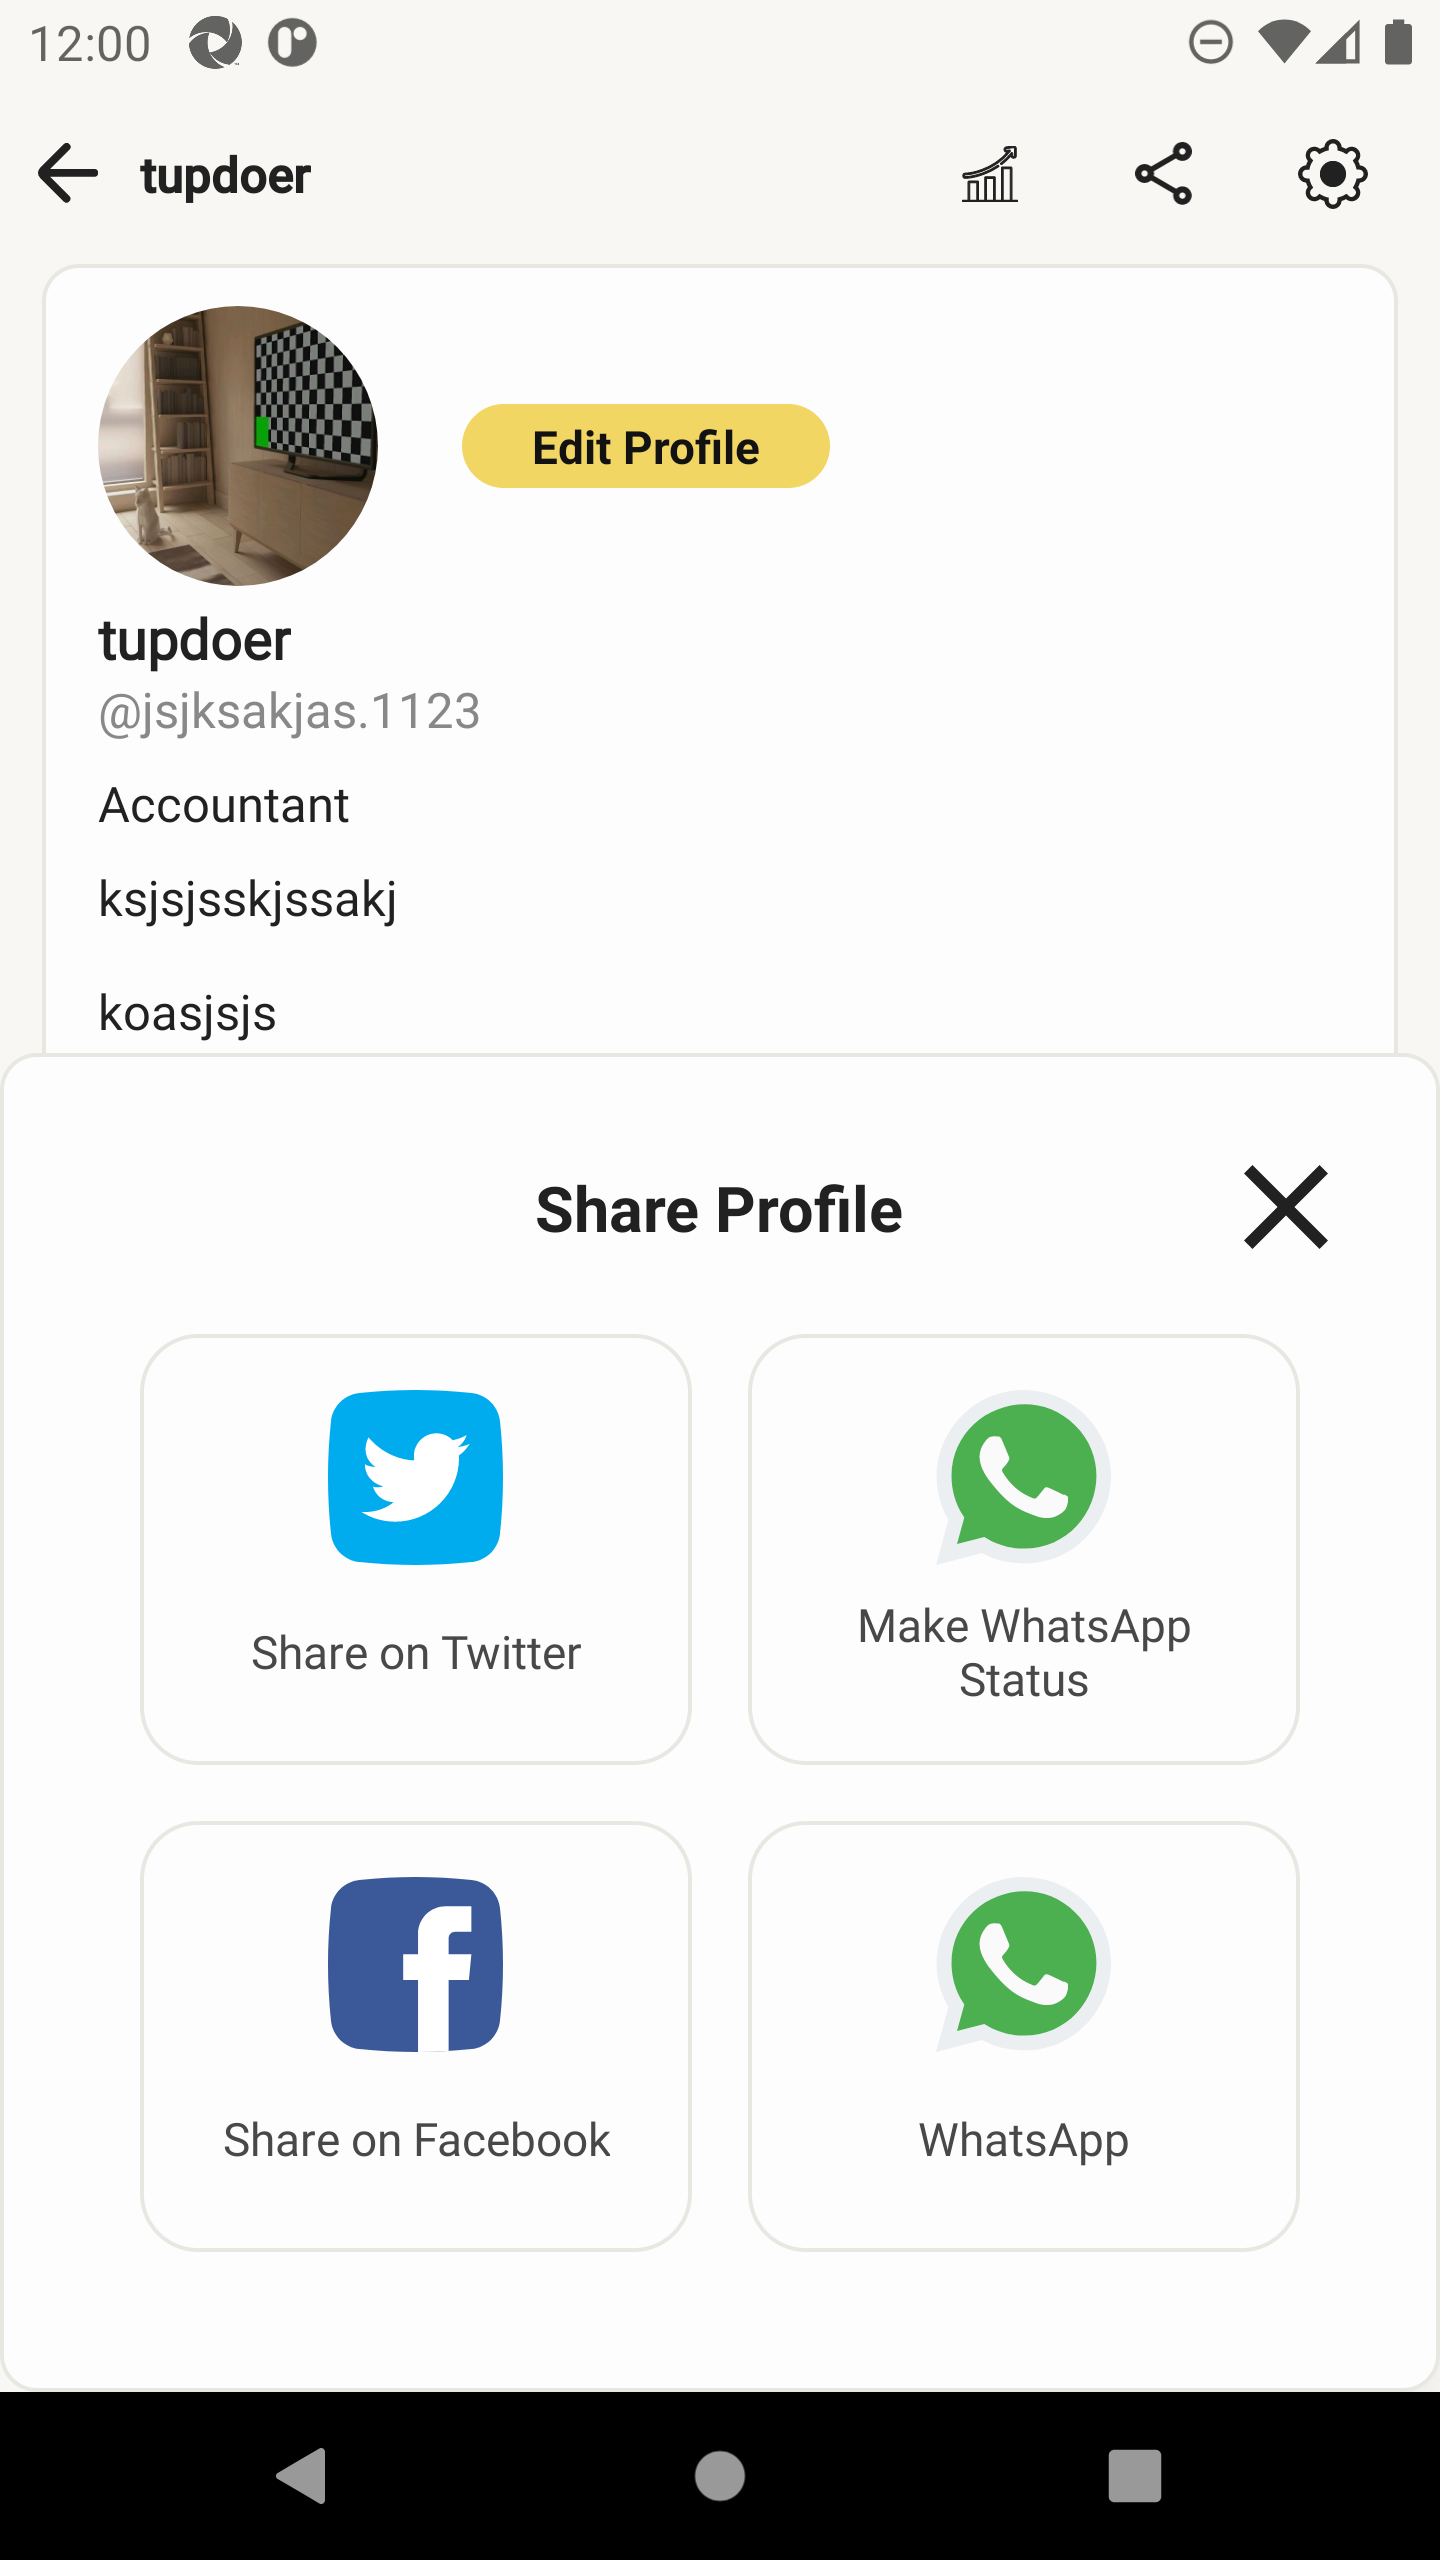 12:00
tupdoer
Edit Profile
tupdoer
@jsjksakjas.1123
Accountant
ksjsjsskjssakj
koasjsjs
Share Profile
Share on Twitter
Make WhatsApp
Status
Share on Facebook
WhatsApp